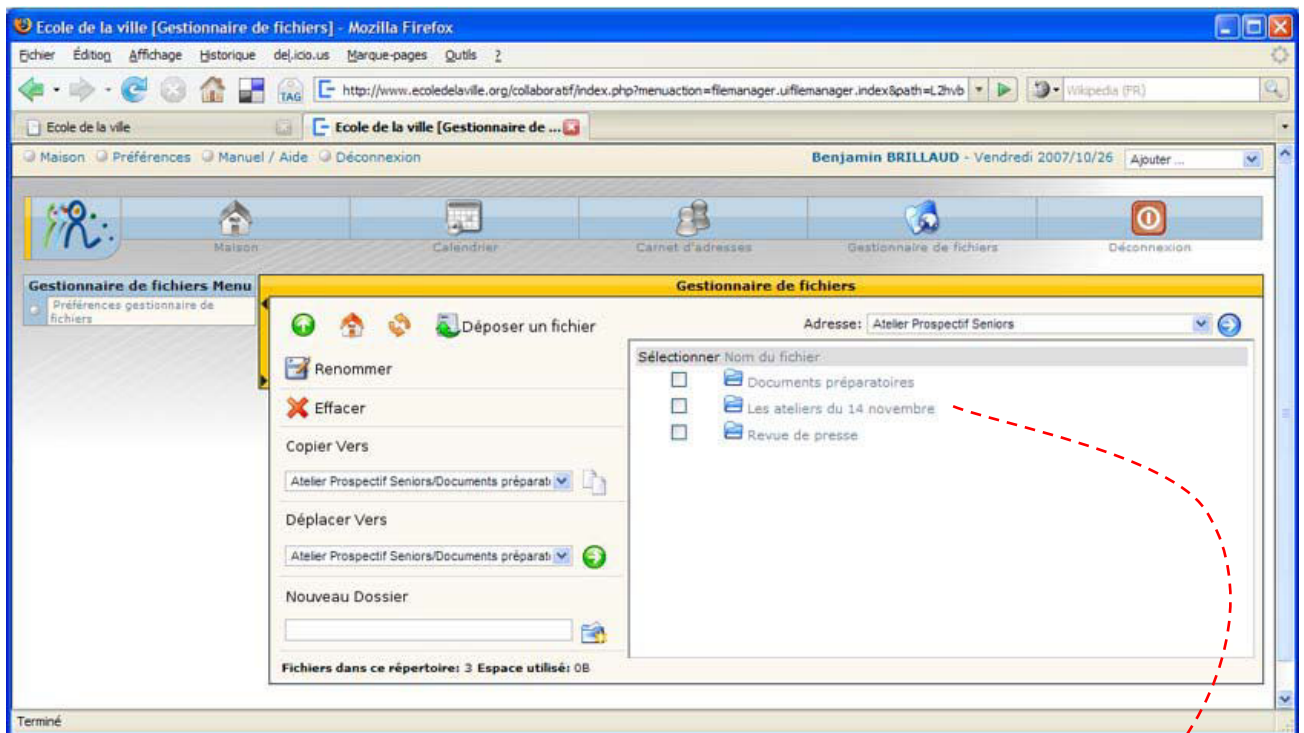 Ecole de la ville [Gestionnaire de fichiers] - Mozilla Firefox
Fichier Édition Affichage Historique del.icio.us Marque-pages Outils ?
TAG http://www.ecoledelaville.org/collaboratif/index.php?menuaction=filemanager.uifilemanager.index&path=L2hvb Wikipedia (FR)
Ecole de la ville Ecole de la ville [Gestionnaire de ...
Maison Préférences Manuel / Aide Déconnexion Benjamin BRILLAUD - Vendredi 2007/10/26 Ajouter ...
Maison Calendrier Carnet d'adresses Gestionnaire de fichiers Déconnexion
Gestionnaire de fichiers Menu
Préférences gestionnaire de
fichiers
Gestionnaire de fichiers
Déposer un fichier
Adresse: Atelier Prospectif Seniors
Renommer
Effacer
Copier Vers
Atelier Prospectif Seniors/Documents préparati
Déplacer Vers
Atelier Prospectif Seniors/Documents préparati
Nouveau Dossier
Fichiers dans ce répertoire: 3 Espace utilisé: 0B
Sélectionner Nom du fichier
Documents préparatoires
Les ateliers du 14 novembre
Revue de presse
Terminé